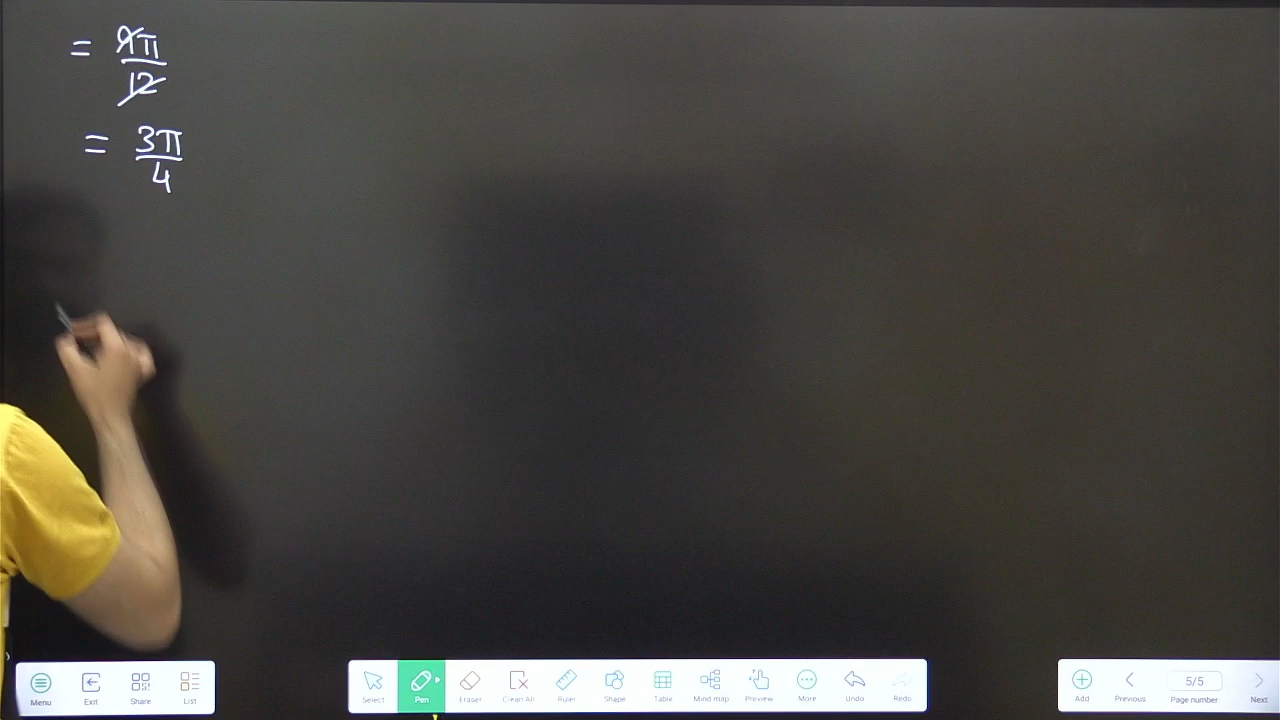 = 9π/12
= 3π/4
Menu Exit Share List Select Pen Eraser Clean All Ruler Shape Table Mind map Preview More Undo Redo Add Previous 5/5 Page number Next